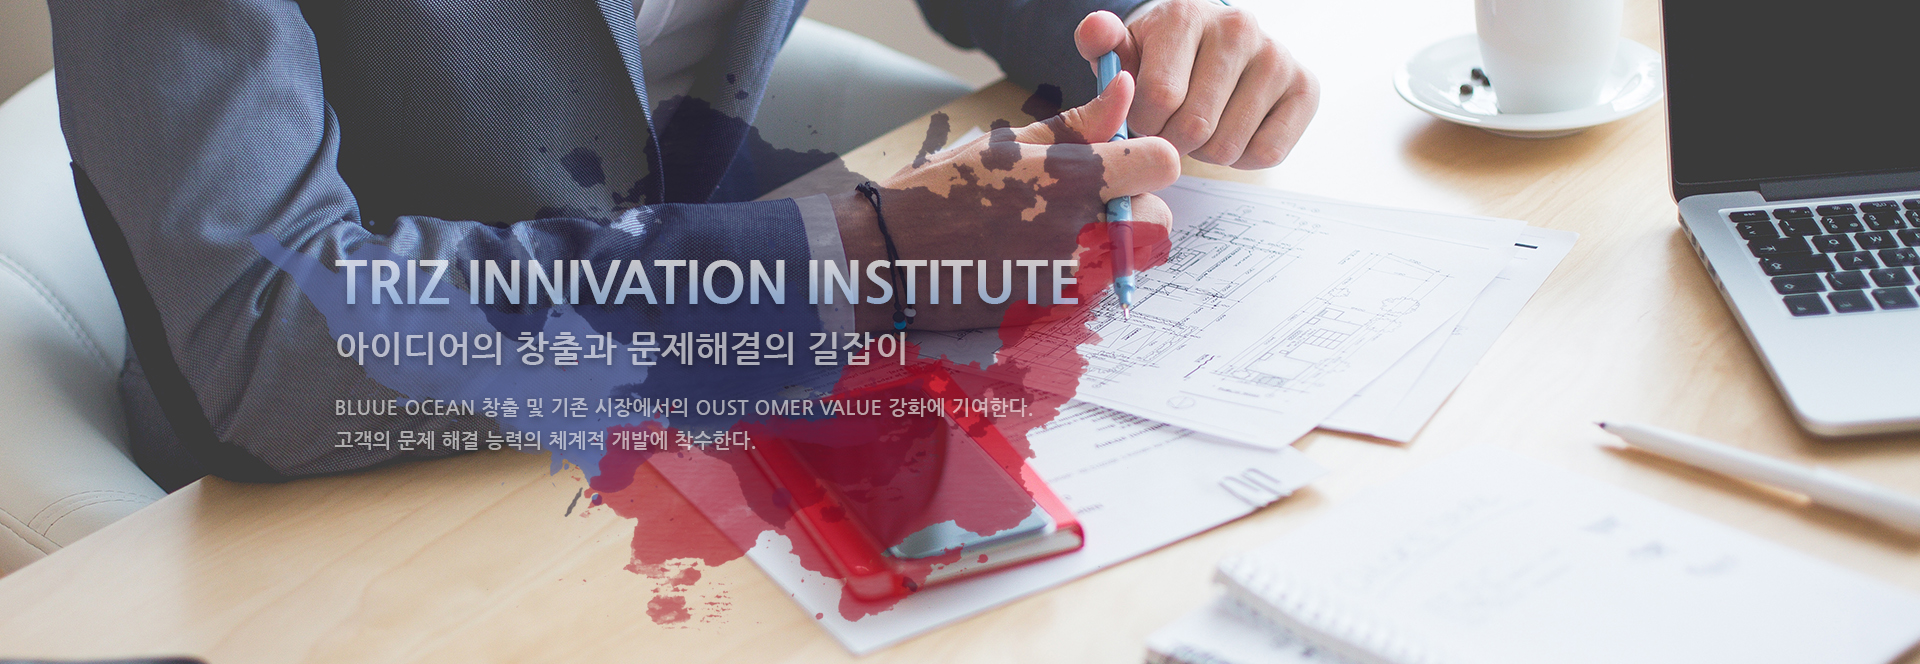 TRIZ INNIVATION INSTITUTE
아이디어의 창출과 문제해결의 길잡이
BLUUE OCEAN 창출 및 기존 시장에서의 OUST OMER VALUE 강화에 기여한다.
고객의 문제 해결 능력의 체계적 개발에 착수한다.